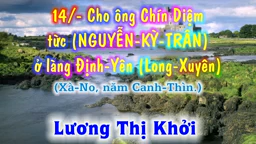 14/- Cho ông Chín Diệm
tức (NGUYỄN-KỲ-TRÂN)
ở làng Định-Yên (Long-Xuyên)
(Xà-No, năm Canh-Thìn.)
Lương Thị Khởi